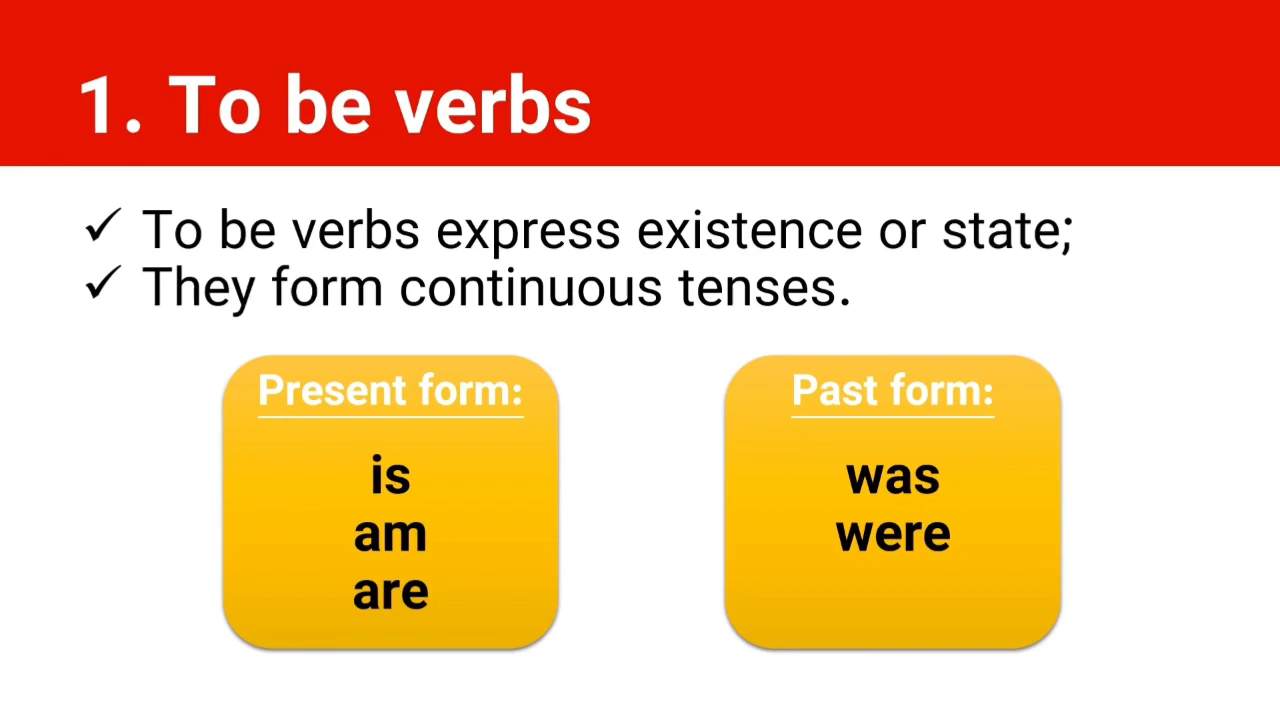 1. To be verbs
✓ To be verbs express existence or state;
✓ They form continuous tenses.
Present form:
is
am
are
Past form:
was
were